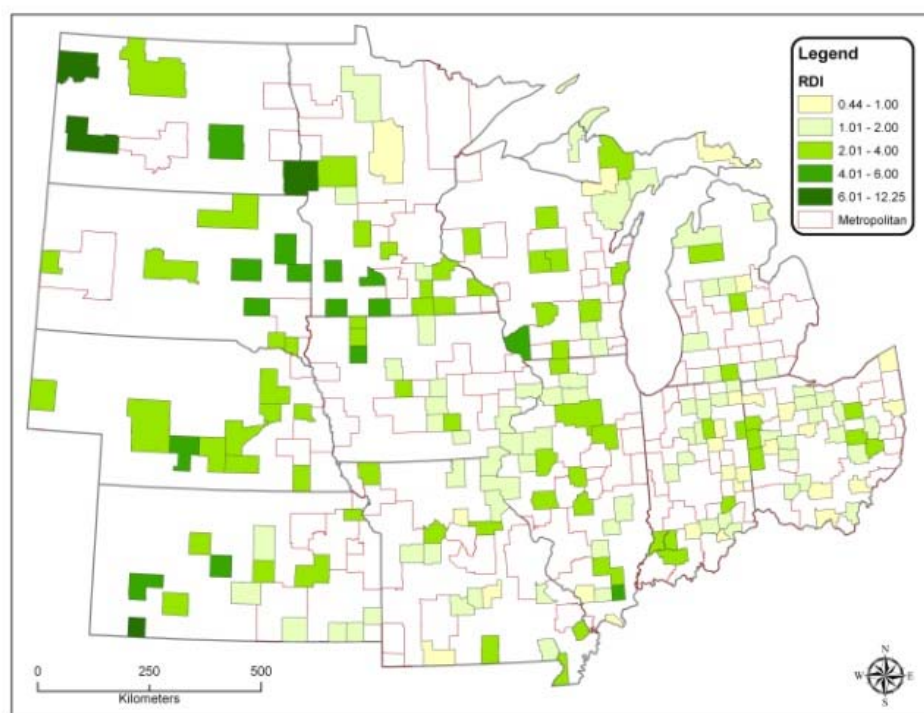 Legend
RDI
0.44 - 1.00
1.01 - 2.00
2.01 - 4.00
4.01 - 6.00
6.01 - 12.25
Metropolitan
0 250 500
Kilometers
N
W E
S